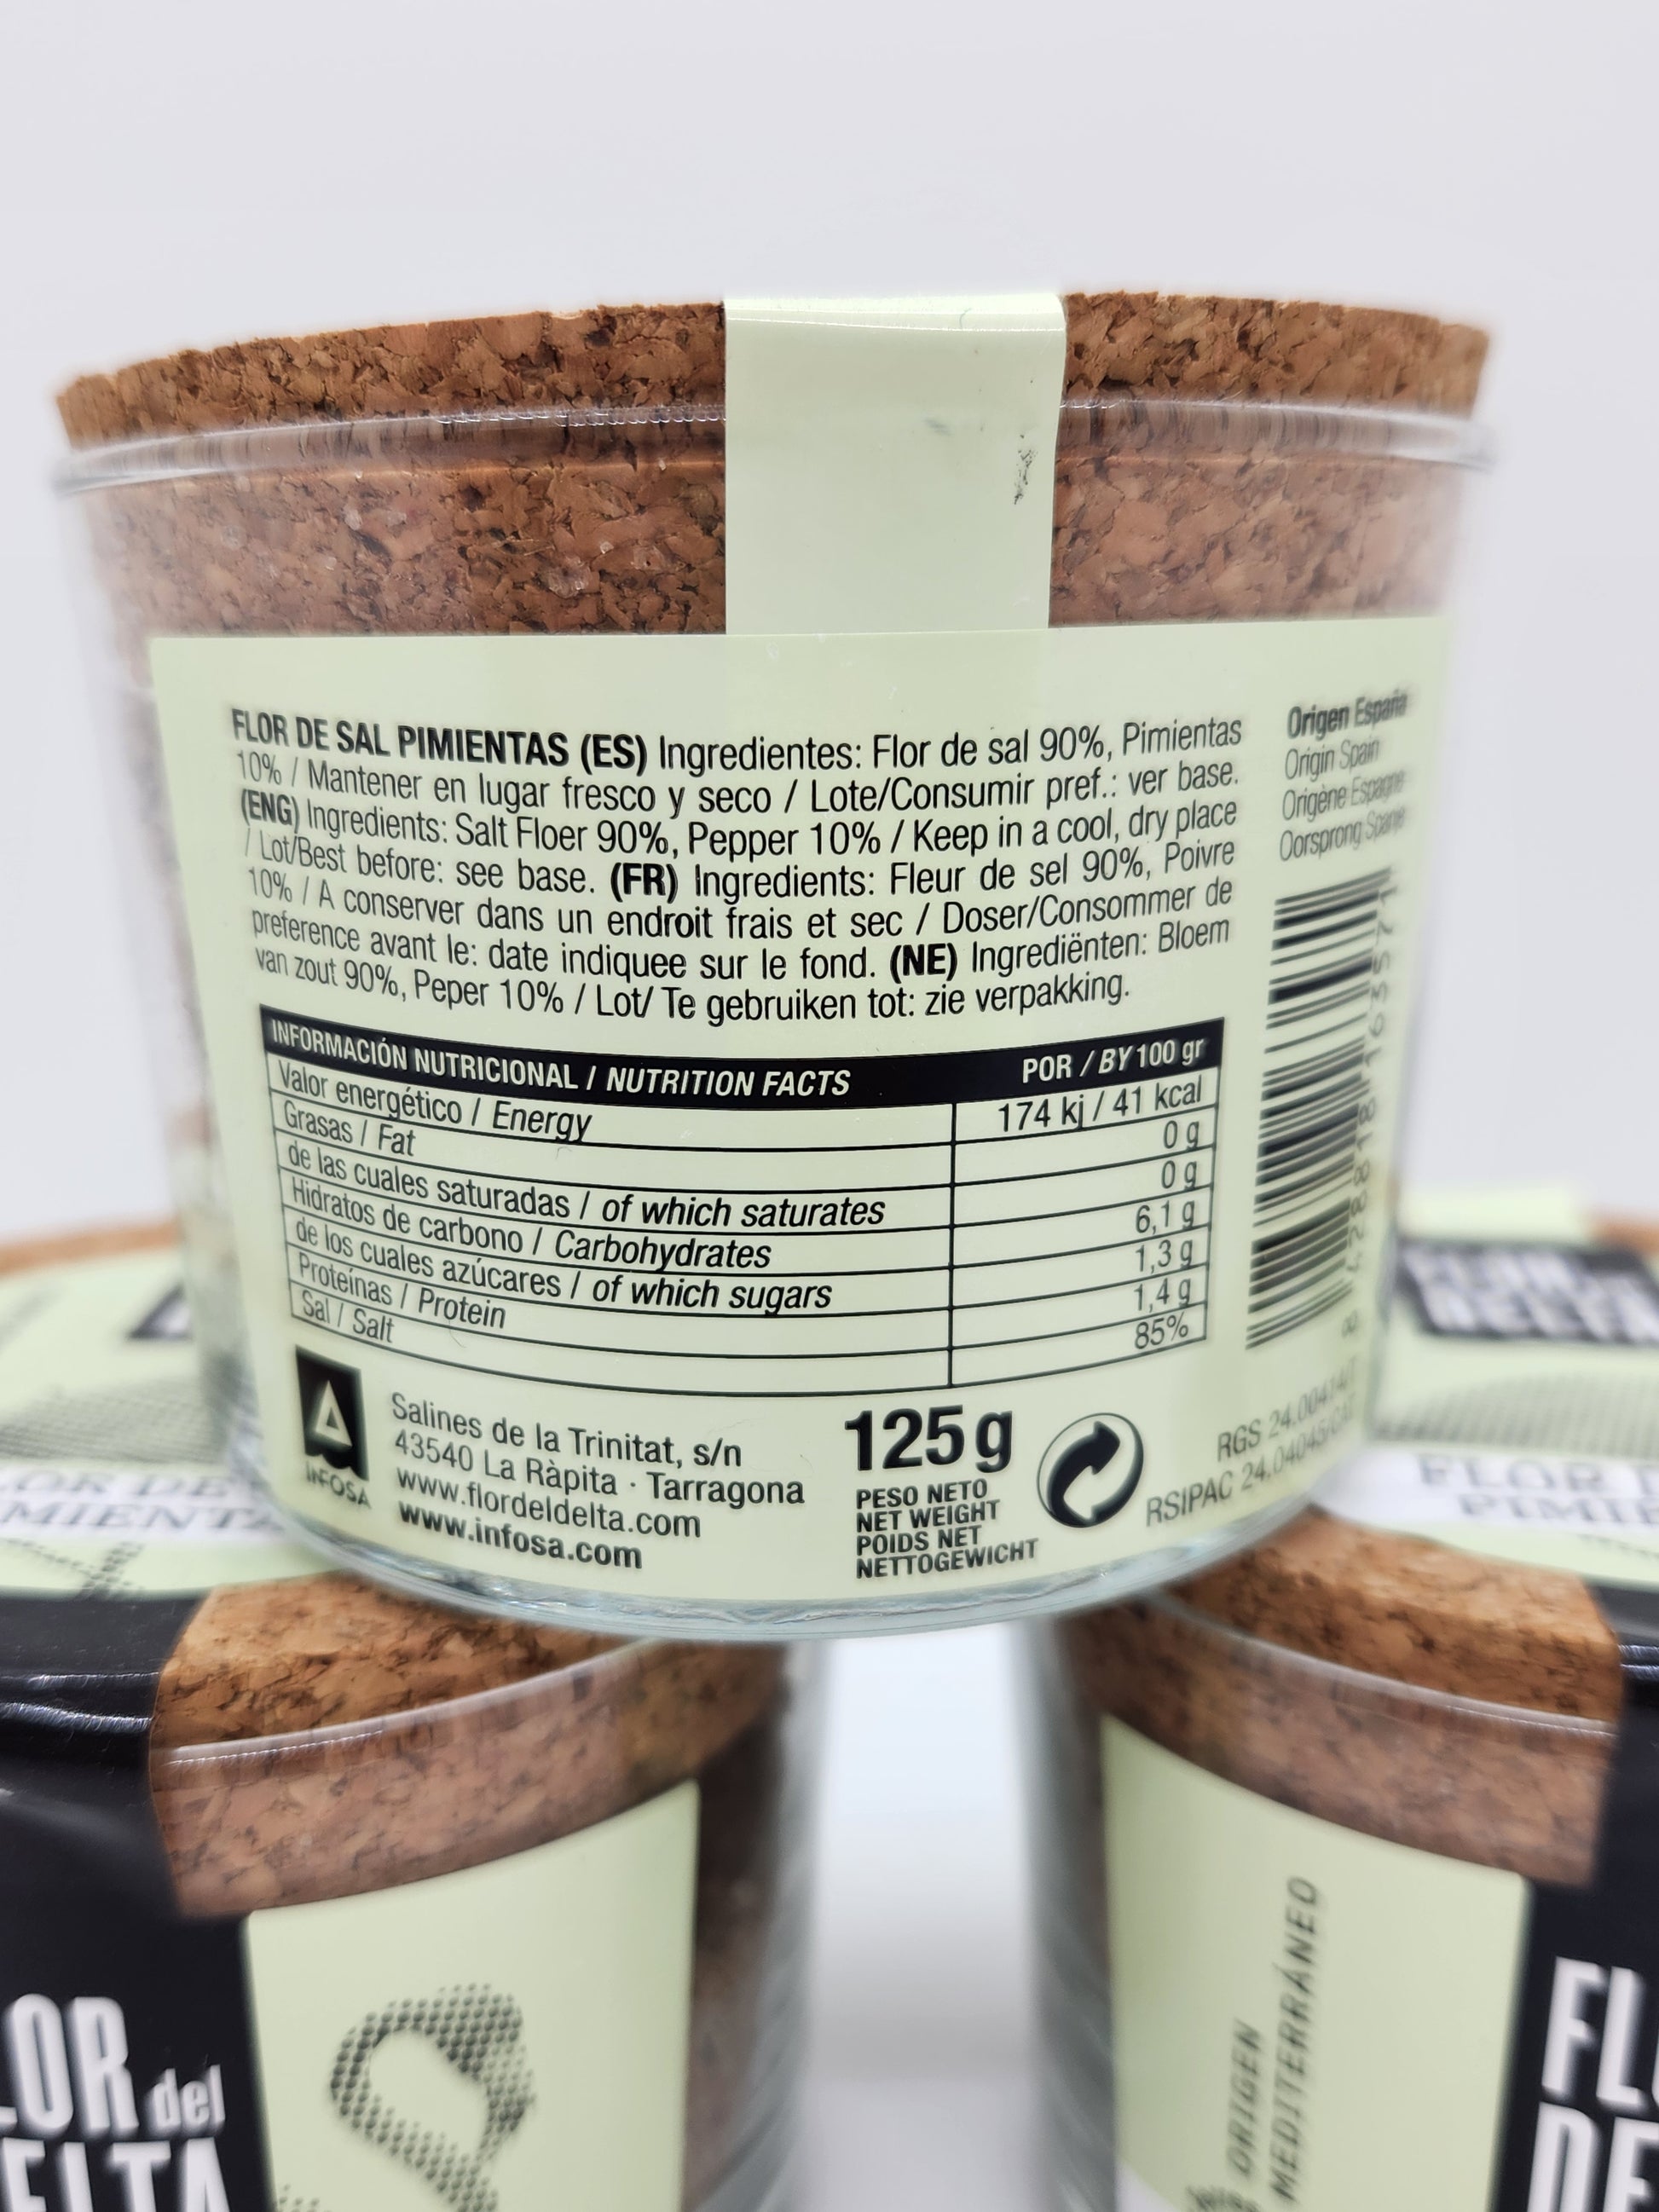 FLOR DE SAL PIMIENTAS (ES) Ingredientes: Flor de sal 90%, Pimientas
10% / Mantener en lugar fresco y seco / Lote/Consumir pref.: ver base.
(ENG) Ingredients: Salt Floer 90%, Pepper 10% / Keep in a cool, dry place
/ Lot/Best before: see base. (FR) Ingredients: Fleur de sel 90%, Poivre
10% / A conserver dans un endroit frais et sec / Doser/Consommer de
preference avant le: date indiquee sur le fond. (NE) Ingrediënten: Bloem
van zout 90%, Peper 10% / Lot/ Te gebruiken tot: zie verpakking.
Origen España
Origin Spain
Origène Espagne
Oorsprong Spanje
INFORMACIÓN NUTRICIONAL / NUTRITION FACTS POR / BY 100 gr
Valor energético / Energy 174 kj / 41 kcal
Grasas / Fat 0 g
de las cuales saturadas / of which saturates 0 g
Hidratos de carbono / Carbohydrates 6,1 g
de los cuales azúcares / of which sugars 1,3 g
Proteínas / Protein 1,4 g
Sal / Salt 85%
INFOSA
Salines de la Trinitat, s/n
43540 La Ràpita · Tarragona
www.flordeldelta.com
www.infosa.com
125 g
PESO NETO
NET WEIGHT
POIDS NET
NETTOGEWICHT
RGS
RSIPAC 24.04045/CAT
FLOR DE
PIMIENTA
OR del
ELTA
ORIGEN
MEDITERRÁNEO
FL
DE